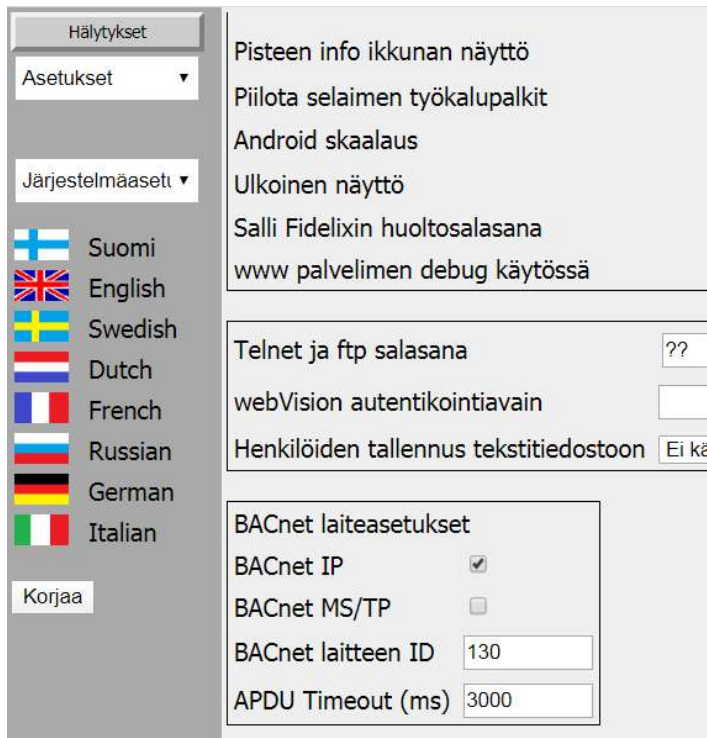 Hälytykset
Asetukset
Järjestelmäasetu
Suomi
English
Swedish
Dutch
French
Russian
German
Italian
Korjaa
Pisteen info ikkunan näyttö
Piilota selaimen työkalupalkit
Android skaalaus
Ulkoinen näyttö
Salli Fidelixin huoltosalasana
www palvelimen debug käytössä
Telnet ja ftp salasana ??
webVision autentikointiavain
Henkilöiden tallennus tekstitiedostoon Ei kä
BACnet laiteasetukset
BACnet IP
BACnet MS/TP
BACnet laitteen ID 130
APDU Timeout (ms) 3000